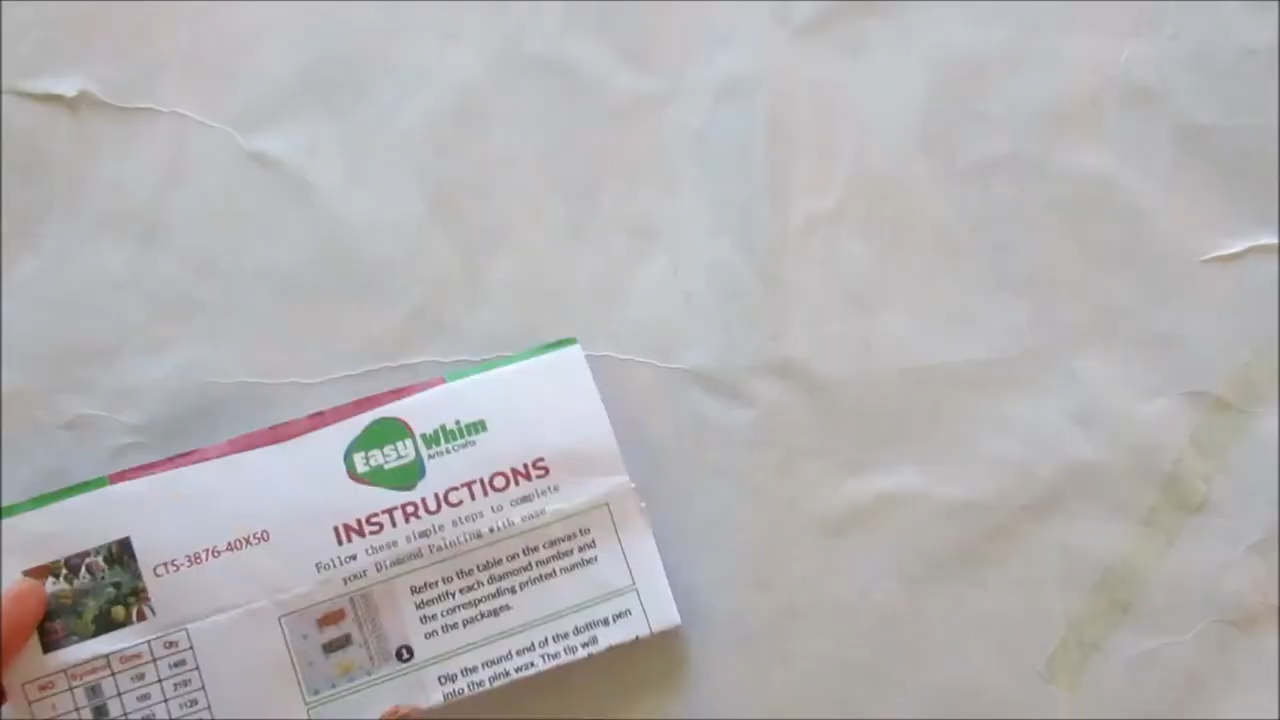 Easy Whim
Arts & Crafts
INSTRUCTIONS
Follow these simple steps to complete
your Diamond Painting with ease
CTS-3876-40X50
Refer to the table on the canvas to
identify each diamond number and
the corresponding printed number
on the packages.
1
Dip the round end of the dotting pen
into the pink wax. The tip will
NO Qty